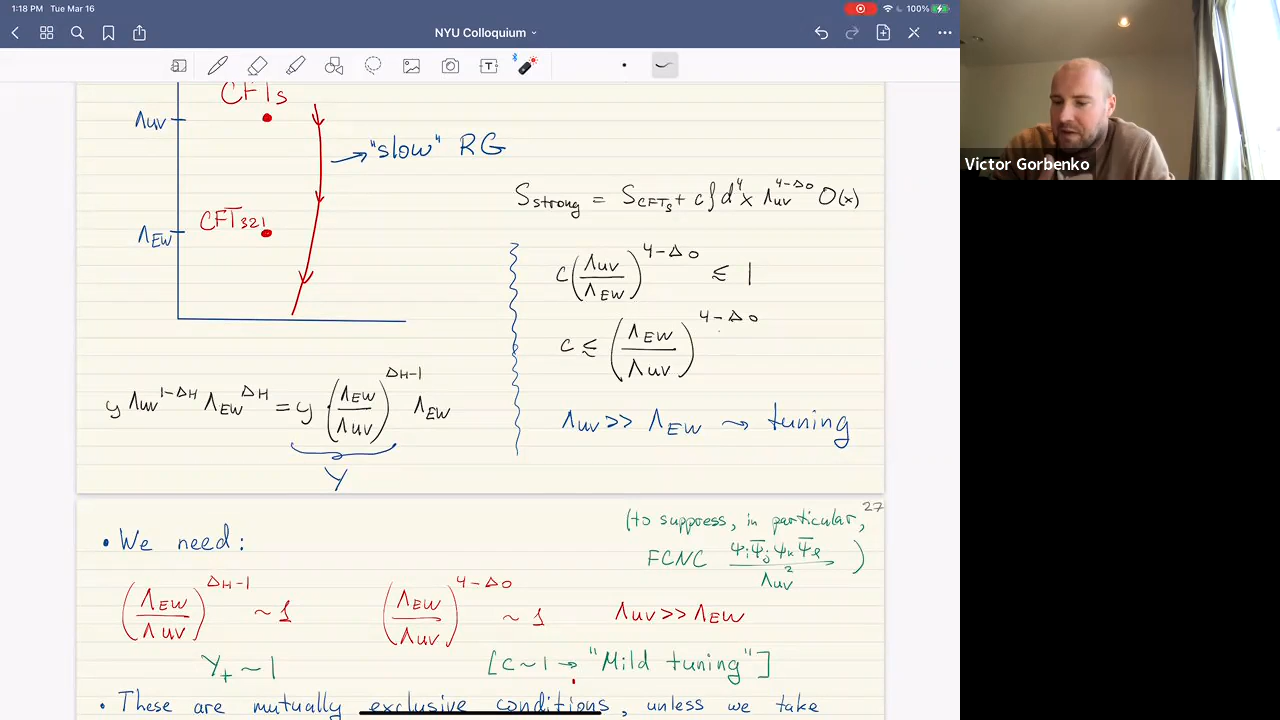 1:18 PM Tue Mar 16
100%
NYU Colloquium
CFTs
Λuv
"slow" RG
S_strong = S_CFTs + c∫d⁴x Λuv^(4-Δo) O(x)
CFT321
ΛEW
c(Λuv/ΛEW)^(4-Δo) ≲ 1
c ≲ (ΛEW/Λuv)^(4-Δo)
y Λuv^(1-ΔH) ΛEW^(ΔH) = y (ΛEW/Λuv)^(ΔH-1) ΛEW
Y
Λuv >> ΛEW ⇝ tuning
27
(to suppress, in particular,
FCNC ψiψ̄jψkψ̄e/Λuv² )
• We need:
(ΛEW/Λuv)^(ΔH-1) ~ 1
(ΛEW/Λuv)^(4-Δo) ~ 1
Λuv >> ΛEW
Yt ~ 1
[c ~ 1 → "Mild tuning"]
• These are mutually exclusive conditions, unless we take
Victor Gorbenko